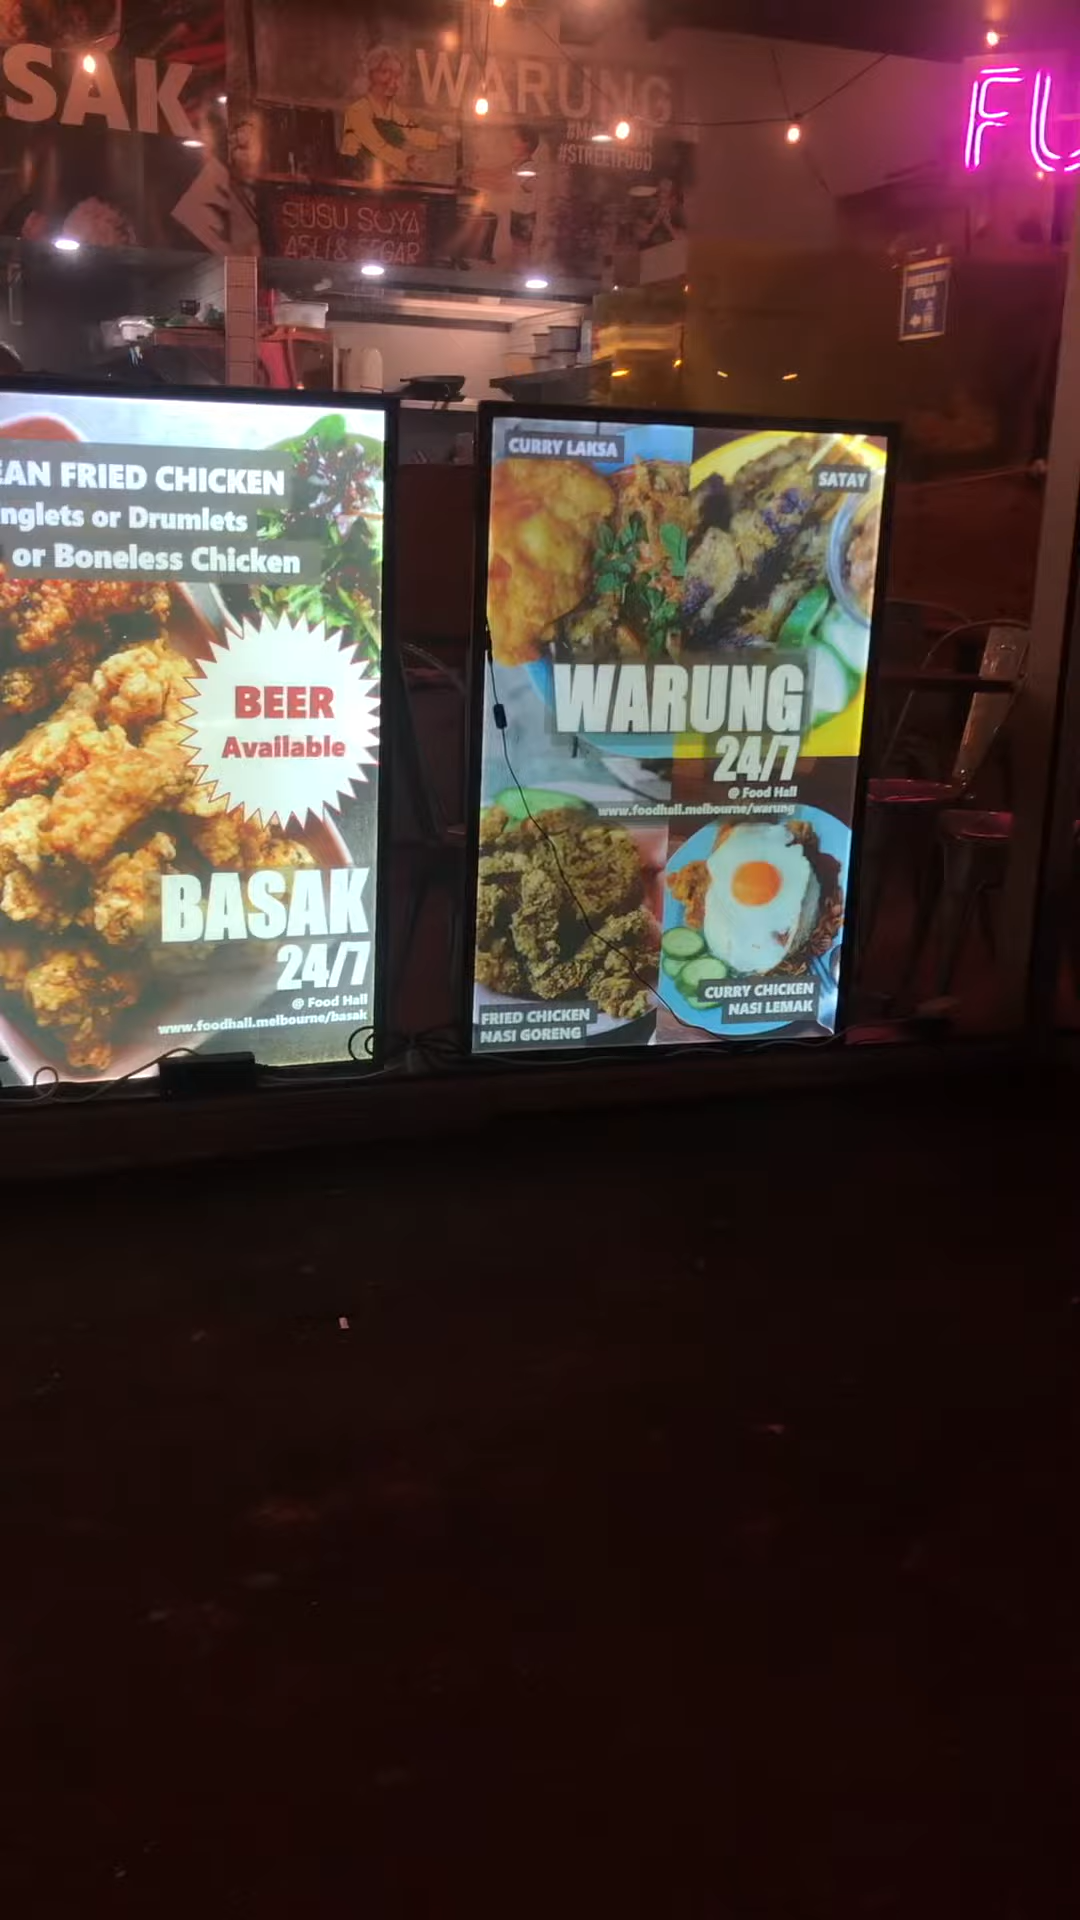 SAK
WARUNG
#STREETFOOD
SUSU SOYA
ASLI & SEGAR
FU
EAN FRIED CHICKEN
nglets or Drumlets
or Boneless Chicken
BEER
Available
BASAK
24/7
@ Food Hall
www.foodhall.melbourne/basak
CURRY LAKSA
SATAY
WARUNG
24/7
@ Food Hall
www.foodhall.melbourne/warung
FRIED CHICKEN
NASI GORENG
CURRY CHICKEN
NASI LEMAK